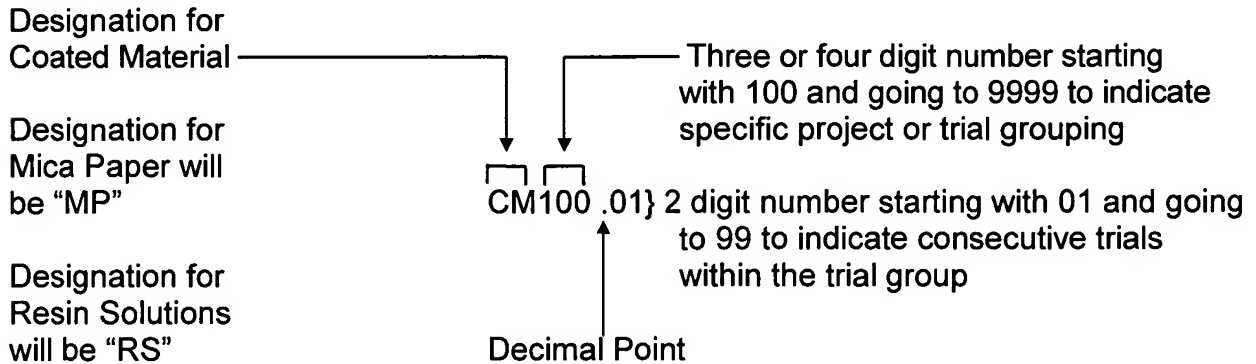 Designation for
Coated Material
Three or four digit number starting
with 100 and going to 9999 to indicate
specific project or trial grouping
Designation for
Mica Paper will
be “MP”
CM100 .01} 2 digit number starting with 01 and going
to 99 to indicate consecutive trials
within the trial group
Designation for
Resin Solutions
will be “RS”
Decimal Point